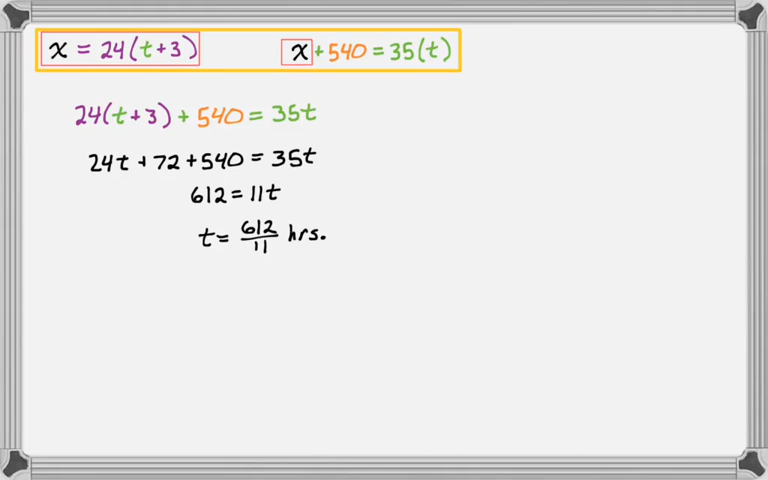 x = 24(t+3) x+540 = 35(t)
24(t+3) + 540 = 35t
24t + 72 + 540 = 35t
612 = 11t
t = 612/11 hrs.